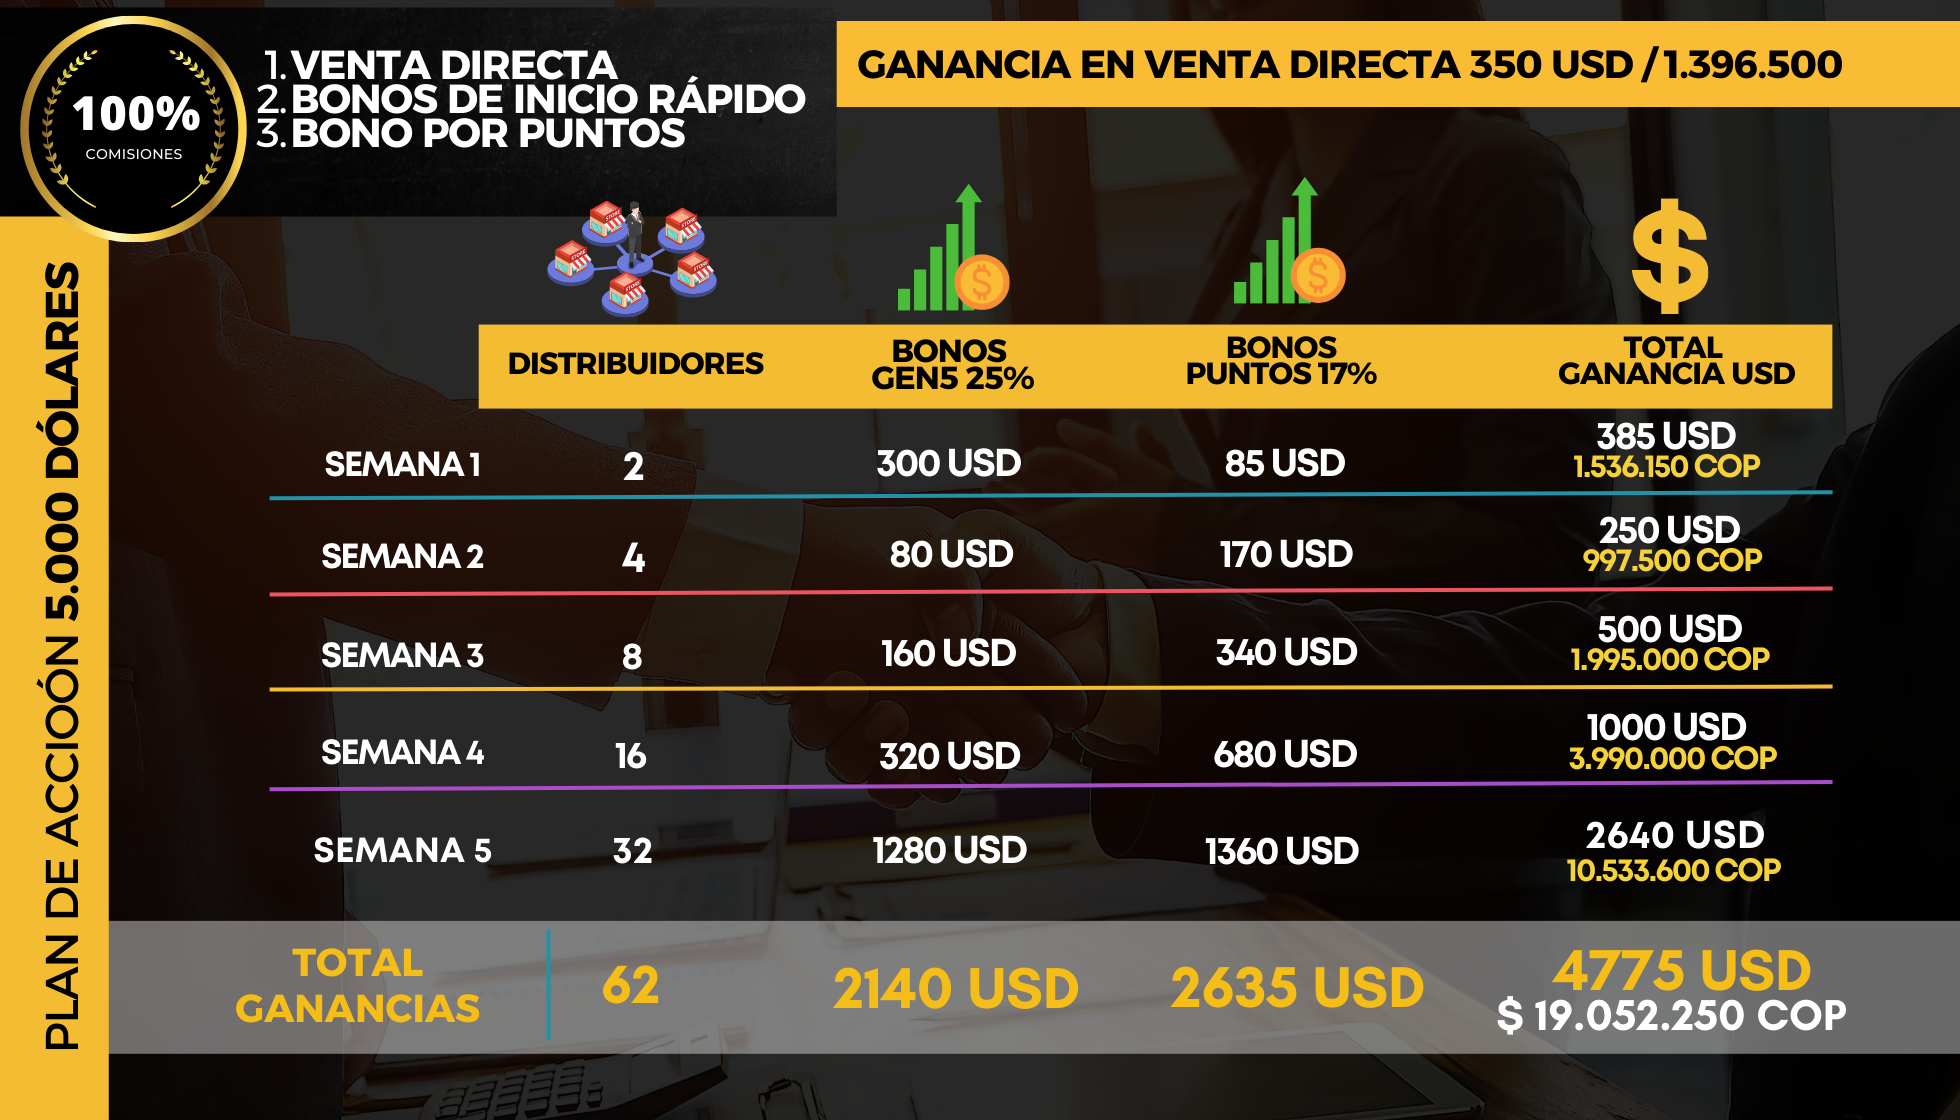 100%
COMISIONES
1. VENTA DIRECTA
2. BONOS DE INICIO RÁPIDO
3. BONO POR PUNTOS
GANANCIA EN VENTA DIRECTA 350 USD / 1.396.500
PLAN DE ACCIOÓN 5.000 DÓLARES
DISTRIBUIDORES
BONOS
GEN5 25%
BONOS
PUNTOS 17%
TOTAL
GANANCIA USD
SEMANA 1 2 300 USD 85 USD 385 USD
1.536.150 COP
SEMANA 2 4 80 USD 170 USD 250 USD
997.500 COP
SEMANA 3 8 160 USD 340 USD 500 USD
1.995.000 COP
SEMANA 4 16 320 USD 680 USD 1000 USD
3.990.000 COP
SEMANA 5 32 1280 USD 1360 USD 2640 USD
10.533.600 COP
TOTAL
GANANCIAS
62
2140 USD
2635 USD
4775 USD
$ 19.052.250 COP